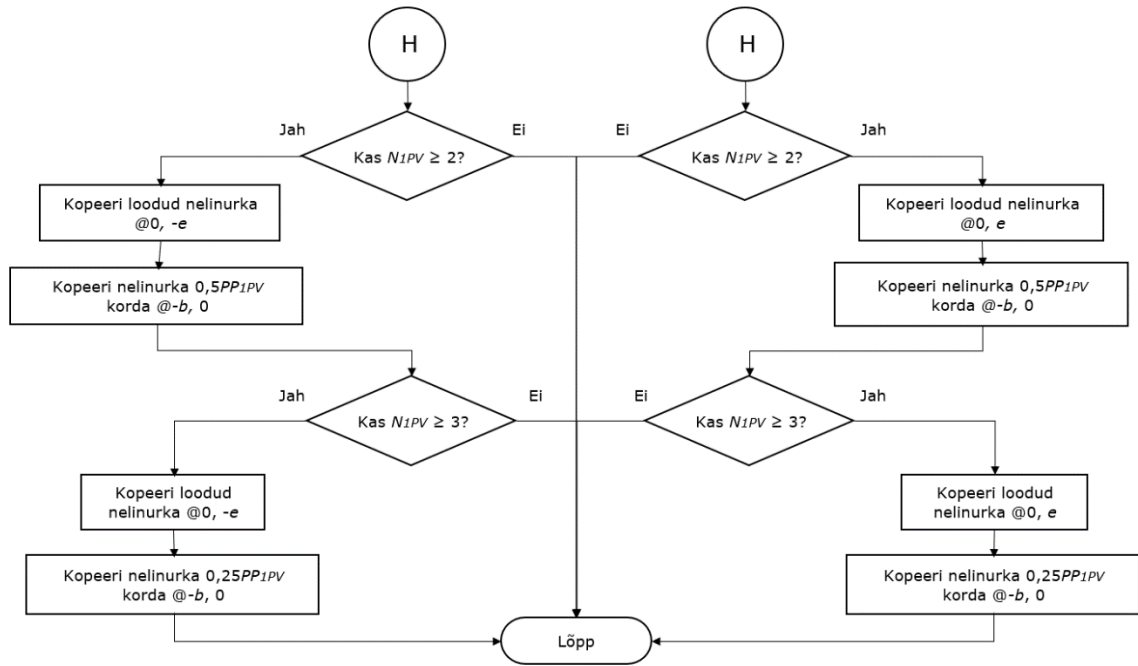 H
H
Jah
Ei
Ei
Jah
Kas N1PV ≥ 2?
Kas N1PV ≥ 2?
Kopeeri loodud nelinurka
@0, -e
Kopeeri loodud nelinurka
@0, e
Kopeeri nelinurka 0,5PP1PV
korda @-b, 0
Kopeeri nelinurka 0,5PP1PV
korda @-b, 0
Jah
Ei
Ei
Jah
Kas N1PV ≥ 3?
Kas N1PV ≥ 3?
Kopeeri loodud
nelinurka @0, -e
Kopeeri loodud
nelinurka @0, e
Kopeeri nelinurka 0,25PP1PV
korda @-b, 0
Kopeeri nelinurka 0,25PP1PV
korda @-b, 0
Lõpp